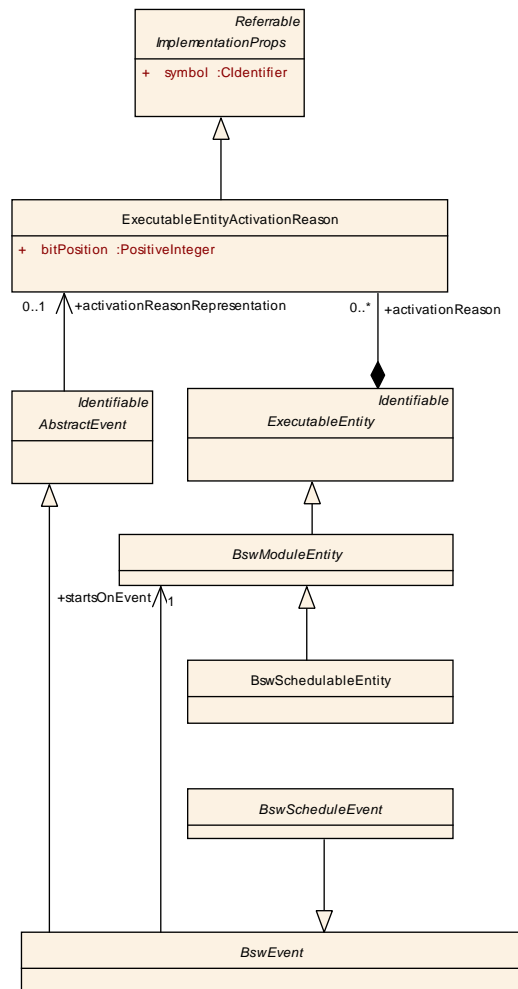 Referrable
ImplementationProps
+ symbol :CIdentifier
ExecutableEntityActivationReason
+ bitPosition :PositiveInteger
0..1
+activationReasonRepresentation
0..*
+activationReason
Identifiable
AbstractEvent
Identifiable
ExecutableEntity
BswModuleEntity
+startsOnEvent
1
BswSchedulableEntity
BswScheduleEvent
BswEvent